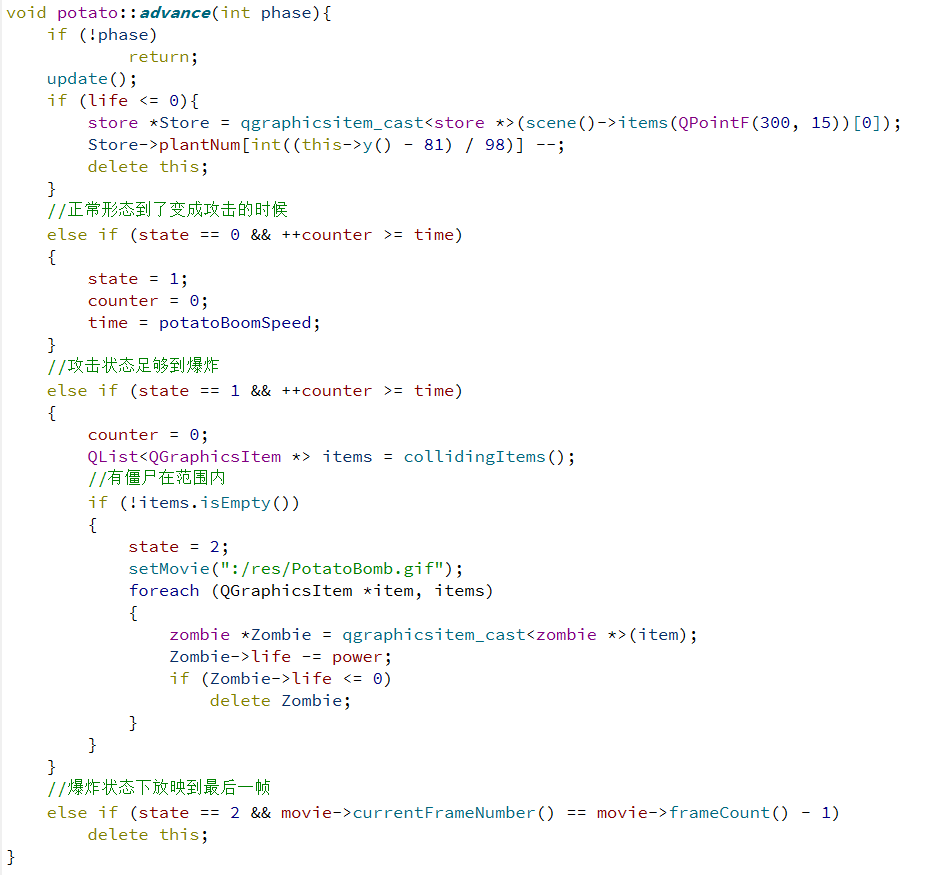 void potato::advance(int phase){
    if (!phase)
            return;
    update();
    if (life <= 0){
        store *Store = qgraphicsitem_cast<store *>(scene()->items(QPointF(300, 15))[0]);
        Store->plantNum[int((this->y() - 81) / 98)] --;
        delete this;
    }
    //正常形态到了变成攻击的时候
    else if (state == 0 && ++counter >= time)
    {
        state = 1;
        counter = 0;
        time = potatoBoomSpeed;
    }
    //攻击状态足够到爆炸
    else if (state == 1 && ++counter >= time)
    {
        counter = 0;
        QList<QGraphicsItem *> items = collidingItems();
        //有僵尸在范围内
        if (!items.isEmpty())
        {
            state = 2;
            setMovie(":/res/PotatoBomb.gif");
            foreach (QGraphicsItem *item, items)
            {
                zombie *Zombie = qgraphicsitem_cast<zombie *>(item);
                Zombie->life -= power;
                if (Zombie->life <= 0)
                    delete Zombie;
            }
        }
    }
    //爆炸状态下放映到最后一帧
    else if (state == 2 && movie->currentFrameNumber() == movie->frameCount() - 1)
        delete this;
}